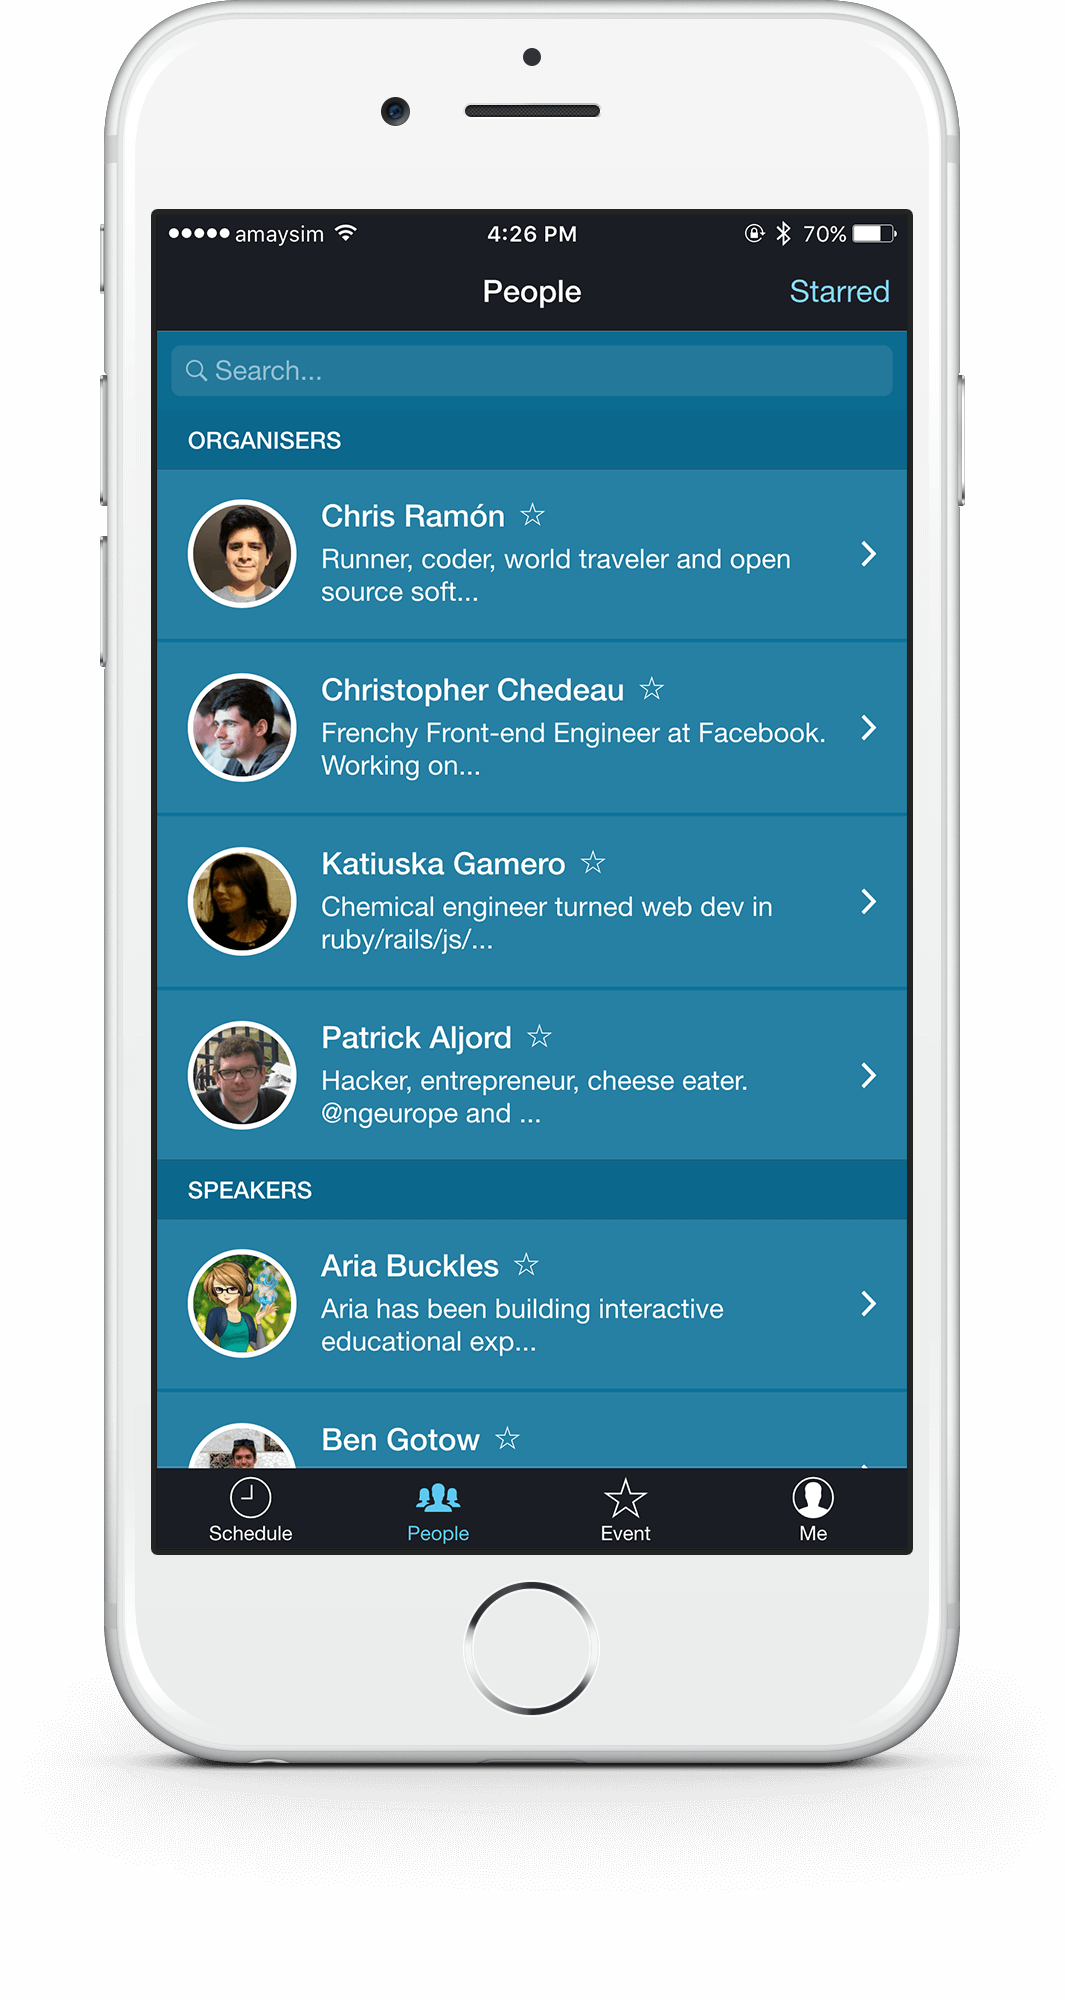 amaysim 4:26 PM 70%
People Starred
Search...
ORGANISERS
Chris Ramón
Runner, coder, world traveler and open
source soft...
Christopher Chedeau
Frenchy Front-end Engineer at Facebook.
Working on...
Katiuska Gamero
Chemical engineer turned web dev in
ruby/rails/js/...
Patrick Aljord
Hacker, entrepreneur, cheese eater.
@ngeurope and ...
SPEAKERS
Aria Buckles
Aria has been building interactive
educational exp...
Ben Gotow
Schedule People Event Me